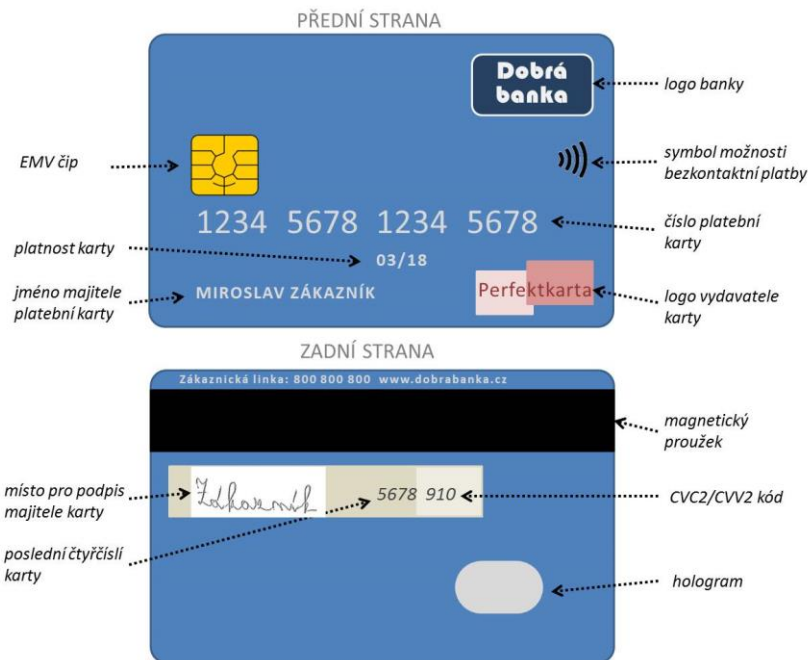 PŘEDNÍ STRANA
Dobrá
banka
logo banky
EMV čip
symbol možnosti
bezkontaktní platby
1234 5678 1234 5678
číslo platební
karty
platnost karty
03/18
jméno majitele
platební karty
MIROSLAV ZÁKAZNÍK
Perfektkarta
logo vydavatele
karty
ZADNÍ STRANA
Zákaznická linka: 800 800 800 www.dobrabanka.cz
magnetický
proužek
místo pro podpis
majitele karty
Zákazník
5678 910
CVC2/CVV2 kód
poslední čtyřčíslí
karty
hologram